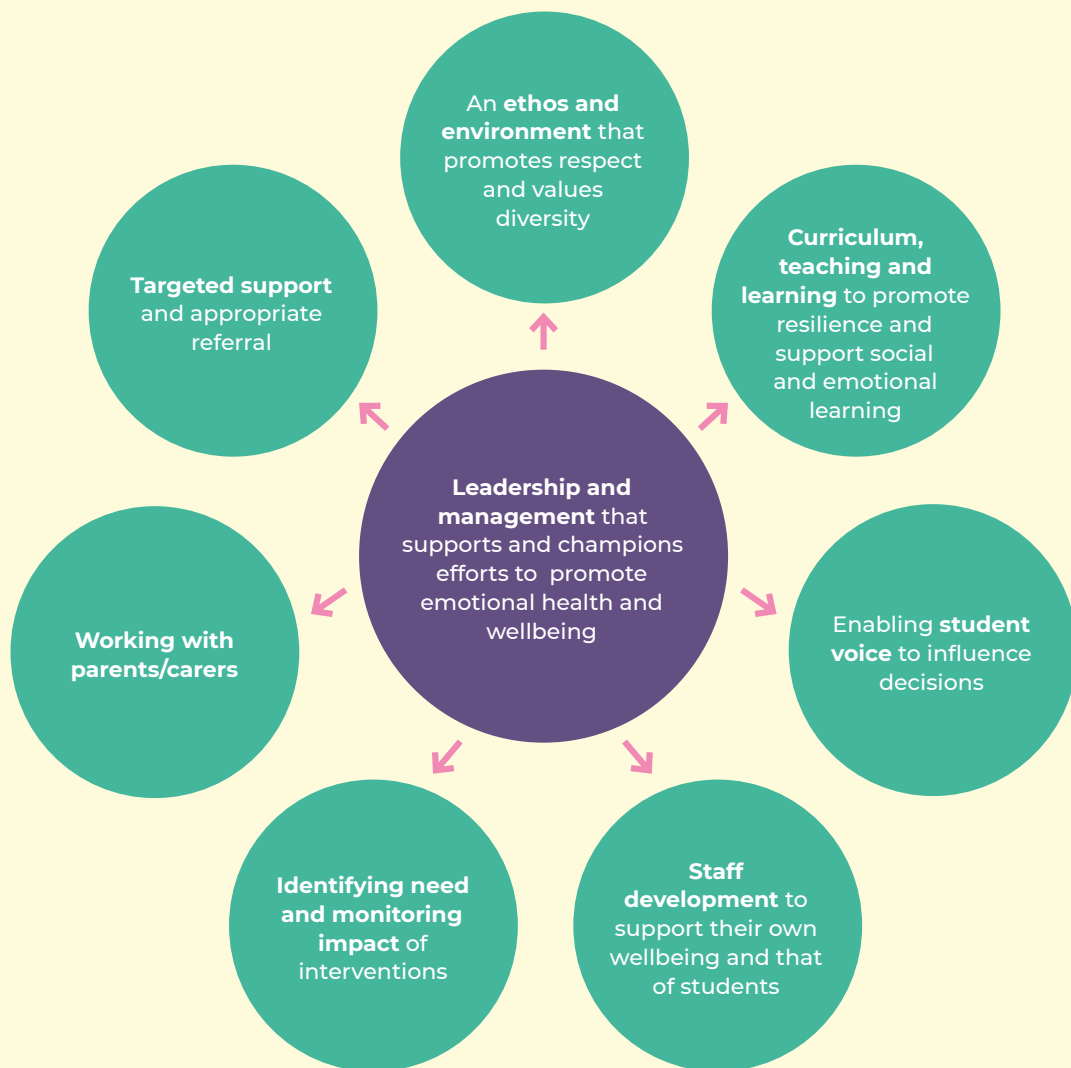 An ethos and
environment that
promotes respect
and values
diversity
Curriculum,
teaching and
learning to promote
resilience and
support social
and emotional
learning
Targeted support
and appropriate
referral
Leadership and
management that
supports and champions
efforts to  promote
emotional health and
wellbeing
Enabling student
voice to influence
decisions
Working with
parents/carers
Staff
development to
support their own
wellbeing and that
of students
Identifying need
and monitoring
impact of
interventions